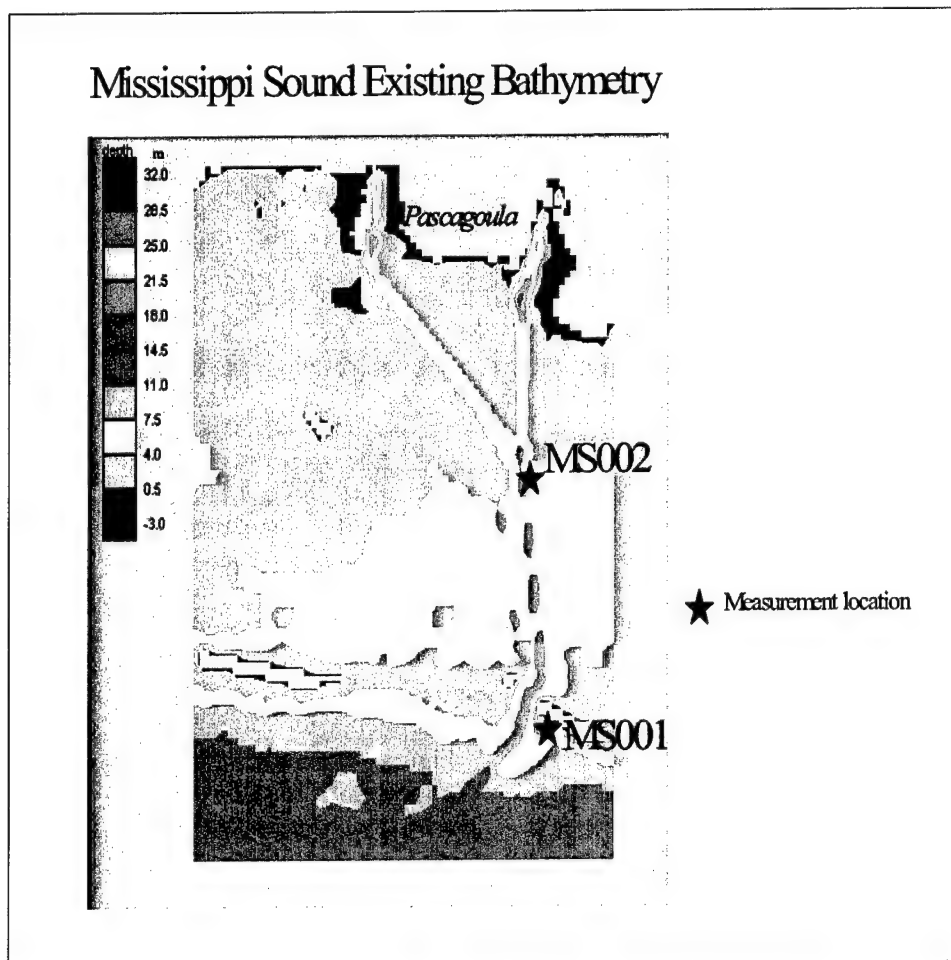 Mississippi Sound Existing Bathymetry
depth m
32.0
28.5
25.0
21.5
18.0
14.5
11.0
7.5
4.0
0.5
-3.0
Pascagoula
MS002
Measurement location
MS001